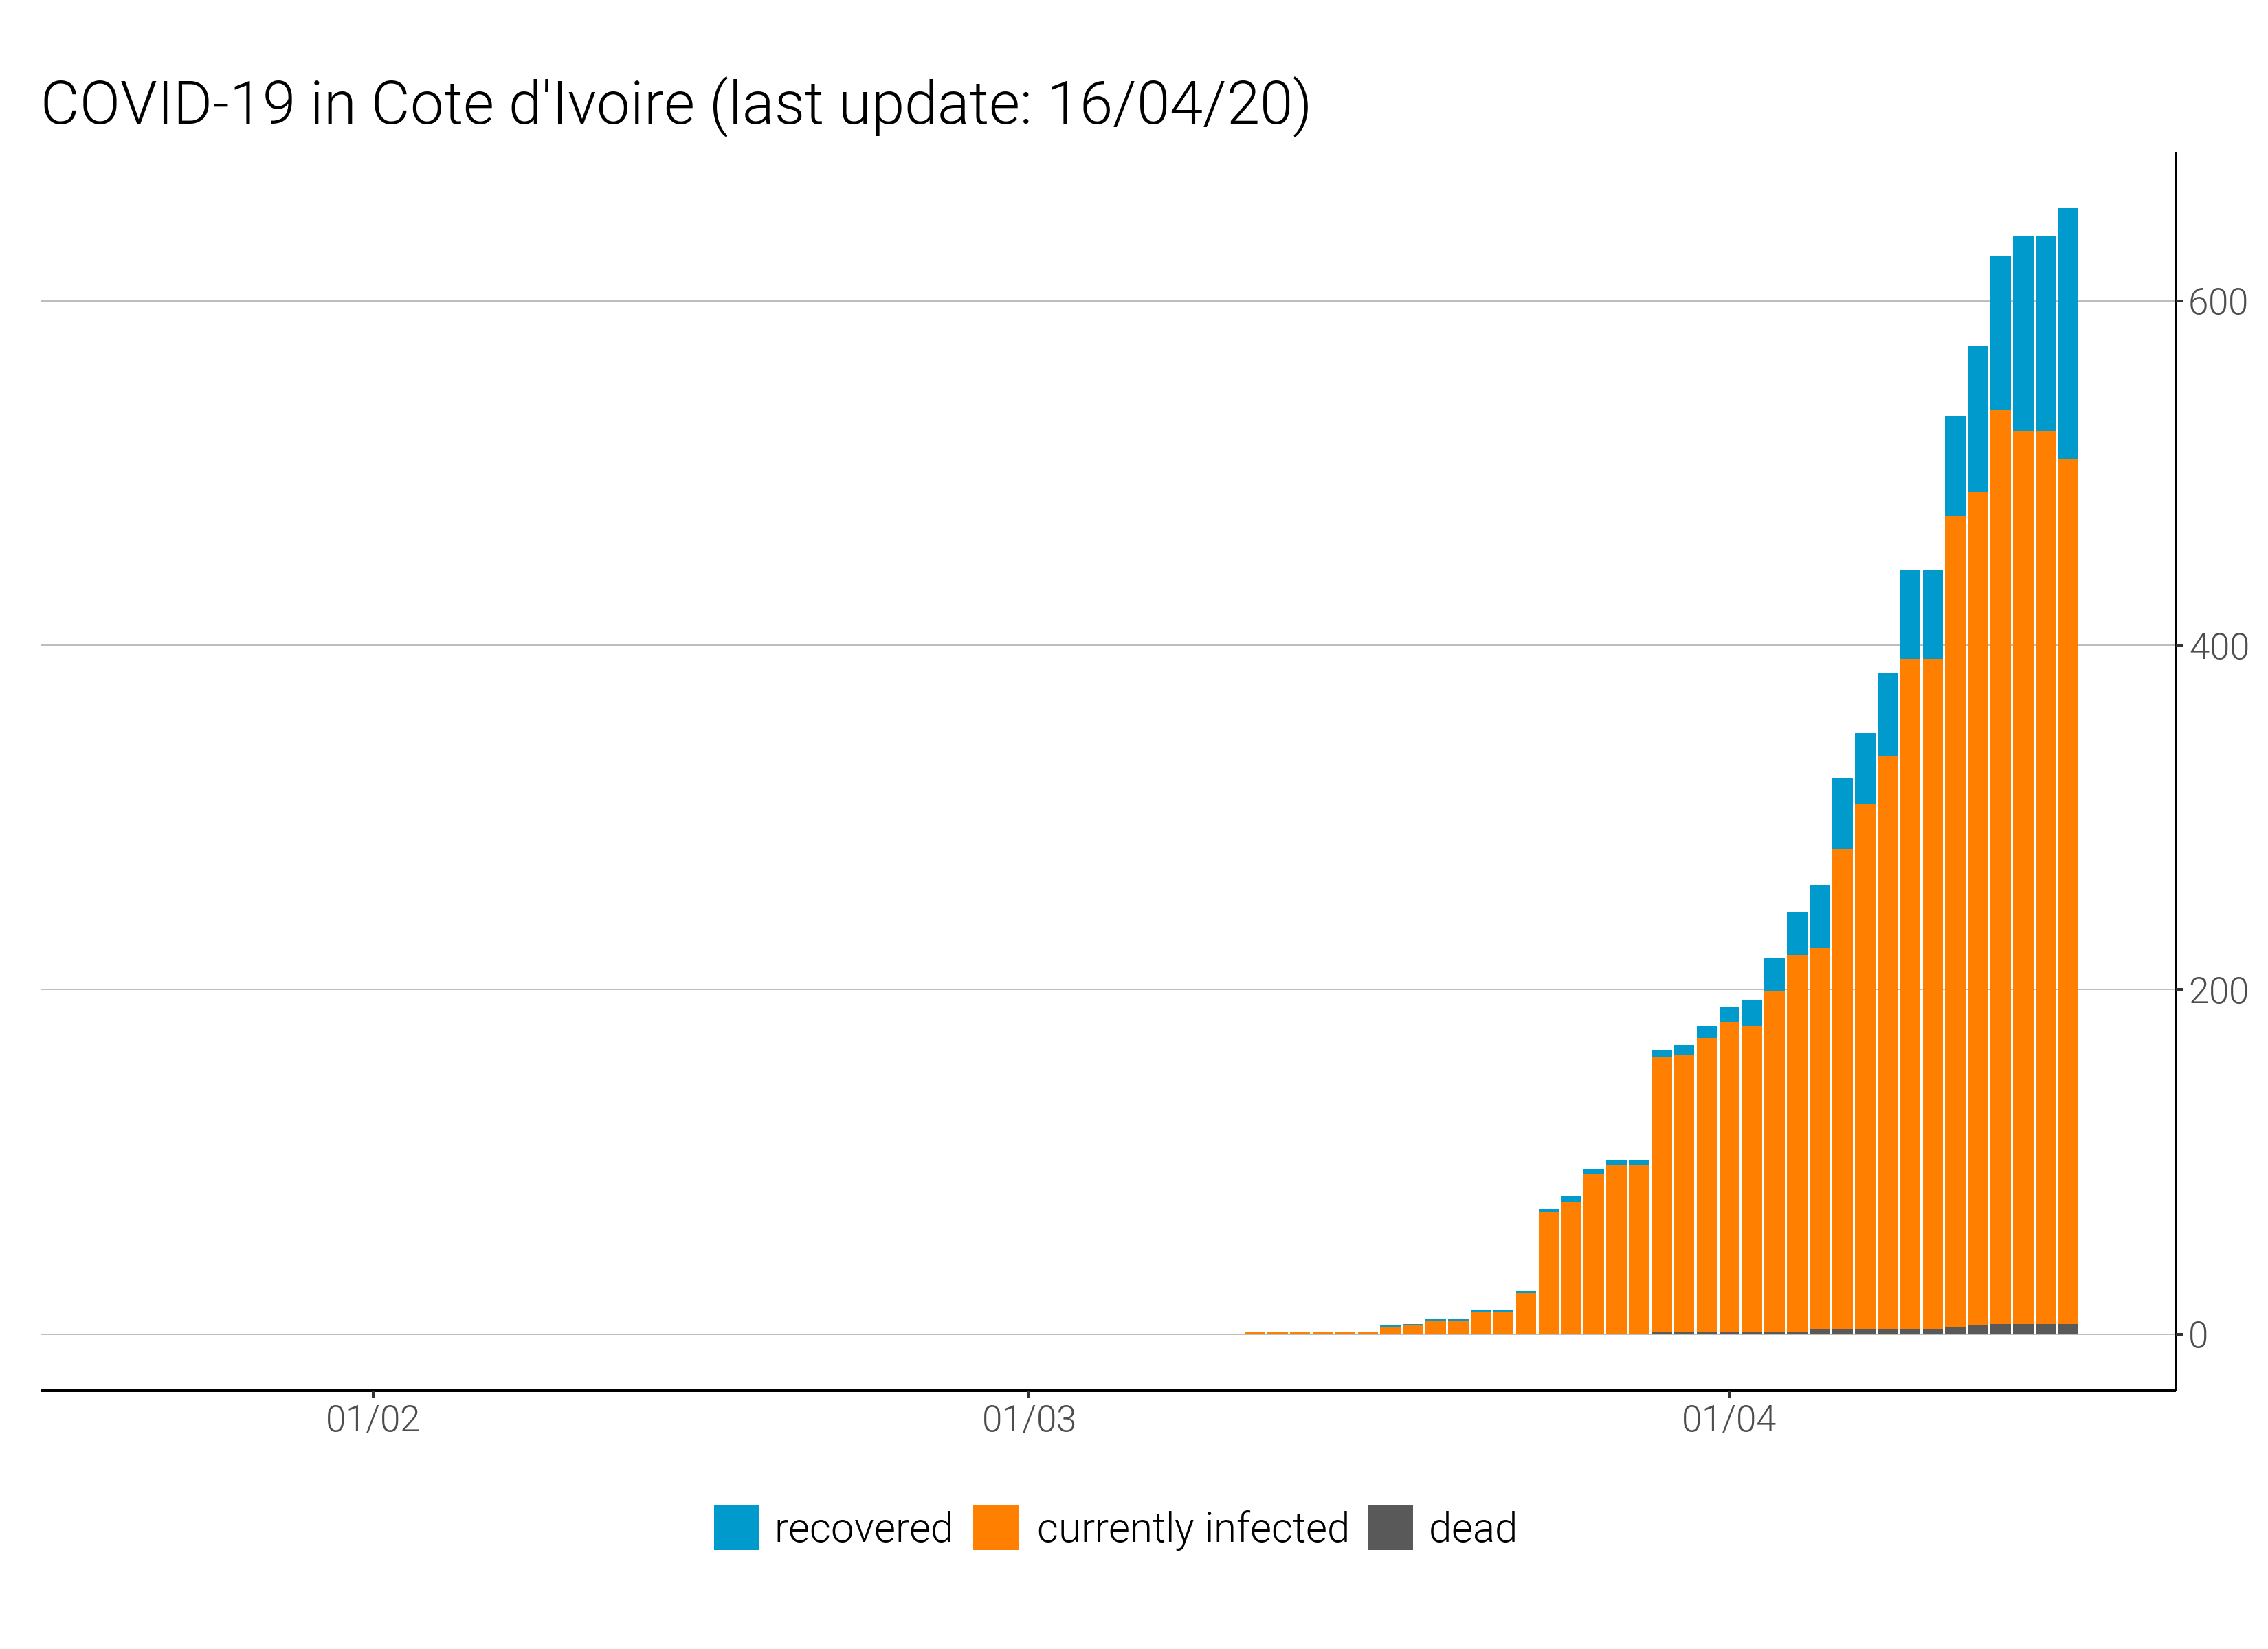 COVID-19 in Cote d'Ivoire (last update: 16/04/20)
600
400
200
0
01/02 01/03 01/04
recovered currently infected dead